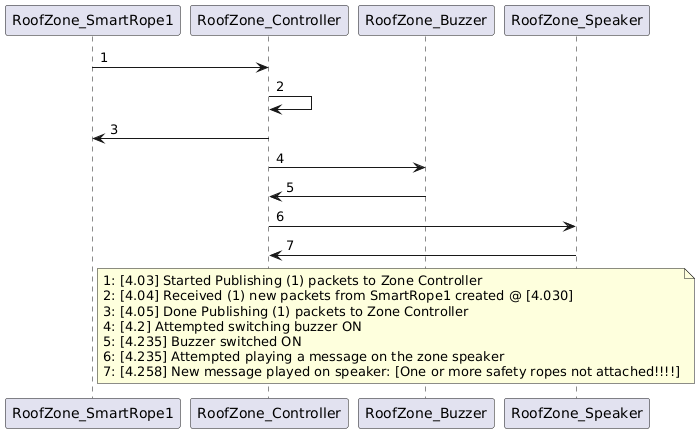 RoofZone_SmartRope1 RoofZone_Controller RoofZone_Buzzer RoofZone_Speaker
1
2
3
4
5
6
7
1: [4.03] Started Publishing (1) packets to Zone Controller
2: [4.04] Received (1) new packets from SmartRope1 created @ [4.030]
3: [4.05] Done Publishing (1) packets to Zone Controller
4: [4.2] Attempted switching buzzer ON
5: [4.235] Buzzer switched ON
6: [4.235] Attempted playing a message on the zone speaker
7: [4.258] New message played on speaker: [One or more safety ropes not attached!!!!]
RoofZone_SmartRope1 RoofZone_Controller RoofZone_Buzzer RoofZone_Speaker